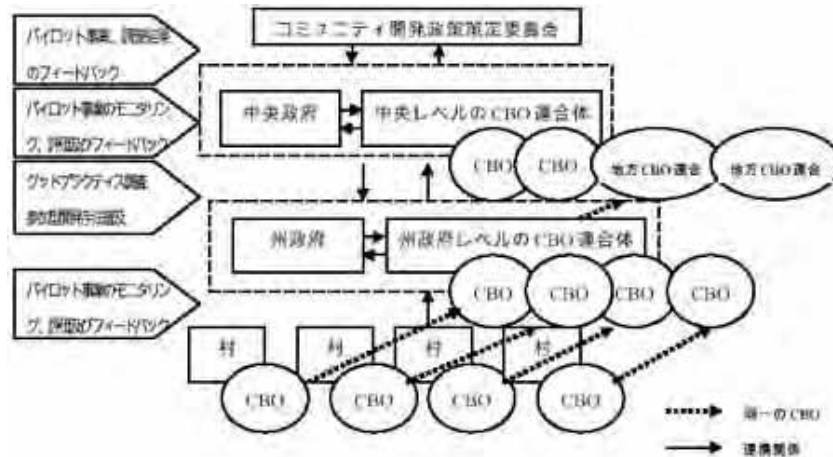 コミュニティ開発政策策定委員会
パイロット事業、調査結果
のフィードバック
パイロット事業のモニタリン
グ、評価及びフィードバック
グッドプラクティス調査
中央政府
中央レベルのCBO連合体
CBO
CBO
地方CBO連合
地方CBO連合
州政府
州政府レベルのCBO連合体
パイロット事業のモニタリン
グ、評価及びフィードバック
CBO
CBO
CBO
CBO
村
村
村
村
CBO
CBO
CBO
CBO
同一のCBO
連携関係